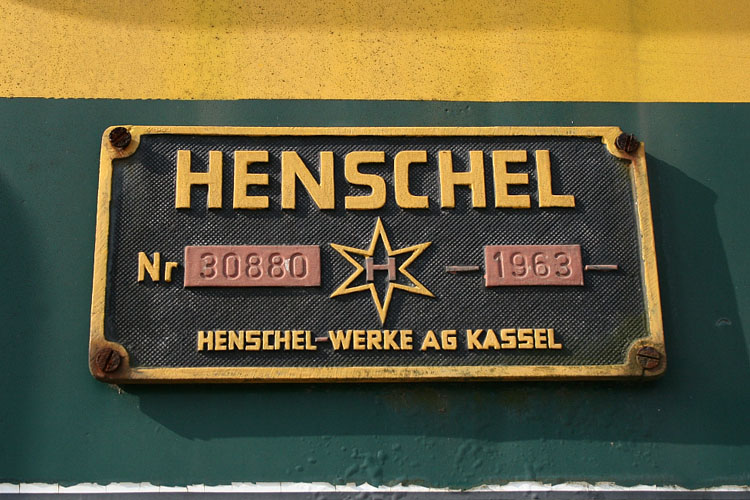 HENSCHEL
Nr 30880 H - 1963 -
HENSCHEL-WERKE AG KASSEL